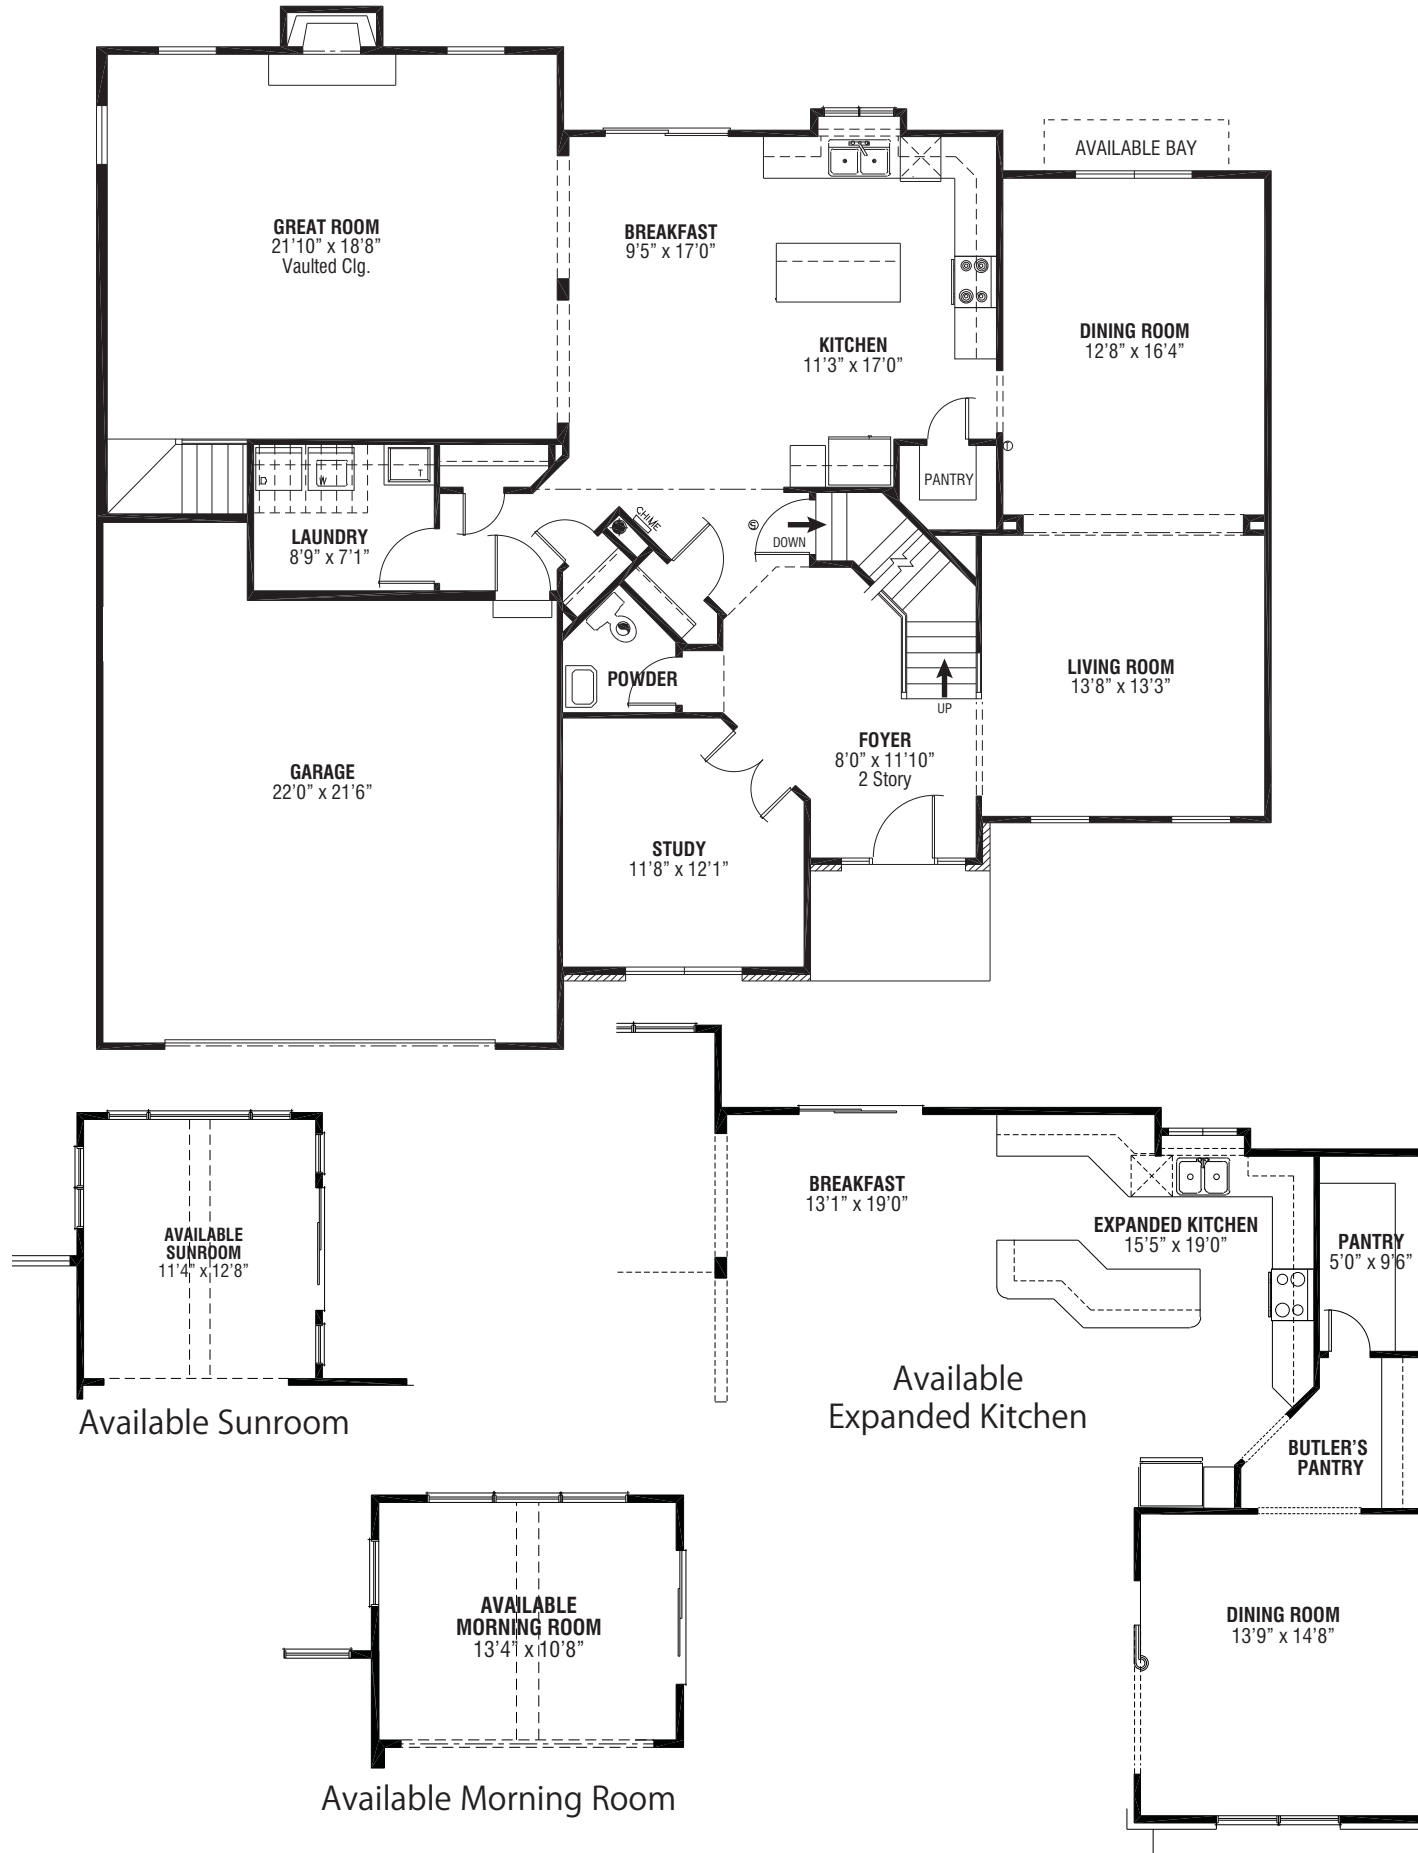 AVAILABLE BAY
GREAT ROOM
21’10” x 18’8”
Vaulted Clg.
BREAKFAST
9’5” x 17’0”
KITCHEN
11’3” x 17’0”
DINING ROOM
12’8” x 16’4”
PANTRY
D
W
T
LAUNDRY
8’9” x 7’1”
CHIME
S
T
DOWN
POWDER
LIVING ROOM
13’8” x 13’3”
UP
FOYER
8’0” x 11’10”
2 Story
GARAGE
22’0” x 21’6”
STUDY
11’8” x 12’1”
BREAKFAST
13’1” x 19’0”
EXPANDED KITCHEN
15’5” x 19’0”
PANTRY
5’0” x 9’6”
AVAILABLE
SUNROOM
11’4” x 12’8”
Available Sunroom
Available
Expanded Kitchen
BUTLER’S
PANTRY
AVAILABLE
MORNING ROOM
13’4” x 10’8”
Available Morning Room
DINING ROOM
13’9” x 14’8”